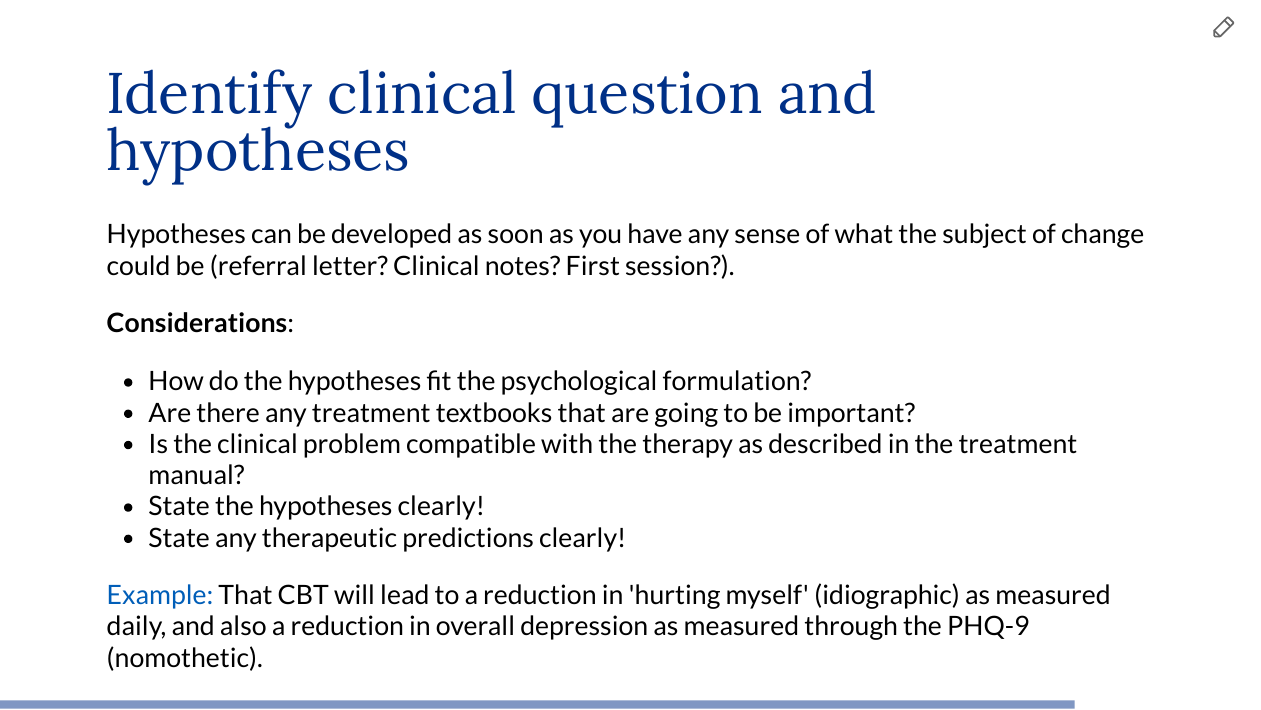 Identify clinical question and
hypotheses
Hypotheses can be developed as soon as you have any sense of what the subject of change
could be (referral letter? Clinical notes? First session?).
Considerations:
• How do the hypotheses fit the psychological formulation?
• Are there any treatment textbooks that are going to be important?
• Is the clinical problem compatible with the therapy as described in the treatment
manual?
• State the hypotheses clearly!
• State any therapeutic predictions clearly!
Example: That CBT will lead to a reduction in 'hurting myself' (idiographic) as measured
daily, and also a reduction in overall depression as measured through the PHQ-9
(nomothetic).